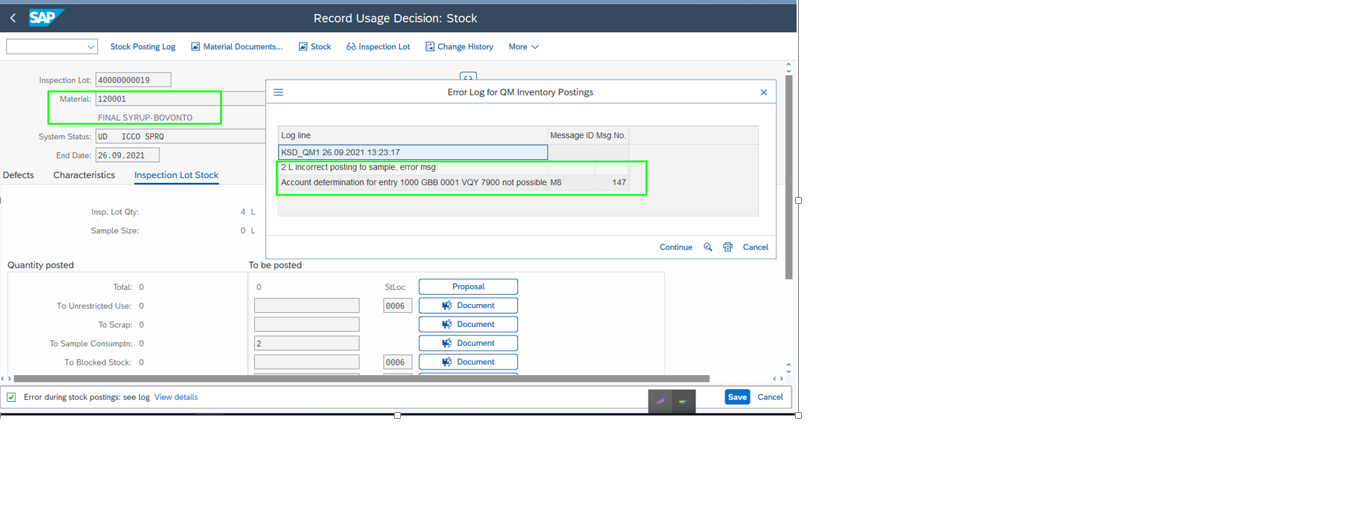 SAP
Record Usage Decision: Stock
Stock Posting Log
Material Documents...
Stock
Inspection Lot
Change History
More
Inspection Lot: 40000000019
Material: 120001
FINAL SYRUP-BOVONTO
System Status: UD ICCO SPRQ
End Date: 26.09.2021
Defects
Characteristics
Inspection Lot Stock
Insp. Lot Qty: 4 L
Sample Size: 0 L
Error Log for QM Inventory Postings
Log line Message ID Msg.No.
KSD_QM1 26.09.2021 13:23:17
2 L Incorrect posting to sample, error msg:
Account determination for entry 1000 GBB 0001 VQY 7900 not possible M8 147
Continue
Cancel
Quantity posted
To be posted
Total: 0 0 StLoc Proposal
To Unrestricted Use: 0 0006 Document
To Scrap: 0 Document
To Sample Consumptn: 0 2 Document
To Blocked Stock: 0 0006 Document
Error during stock postings: see log View details
Save
Cancel